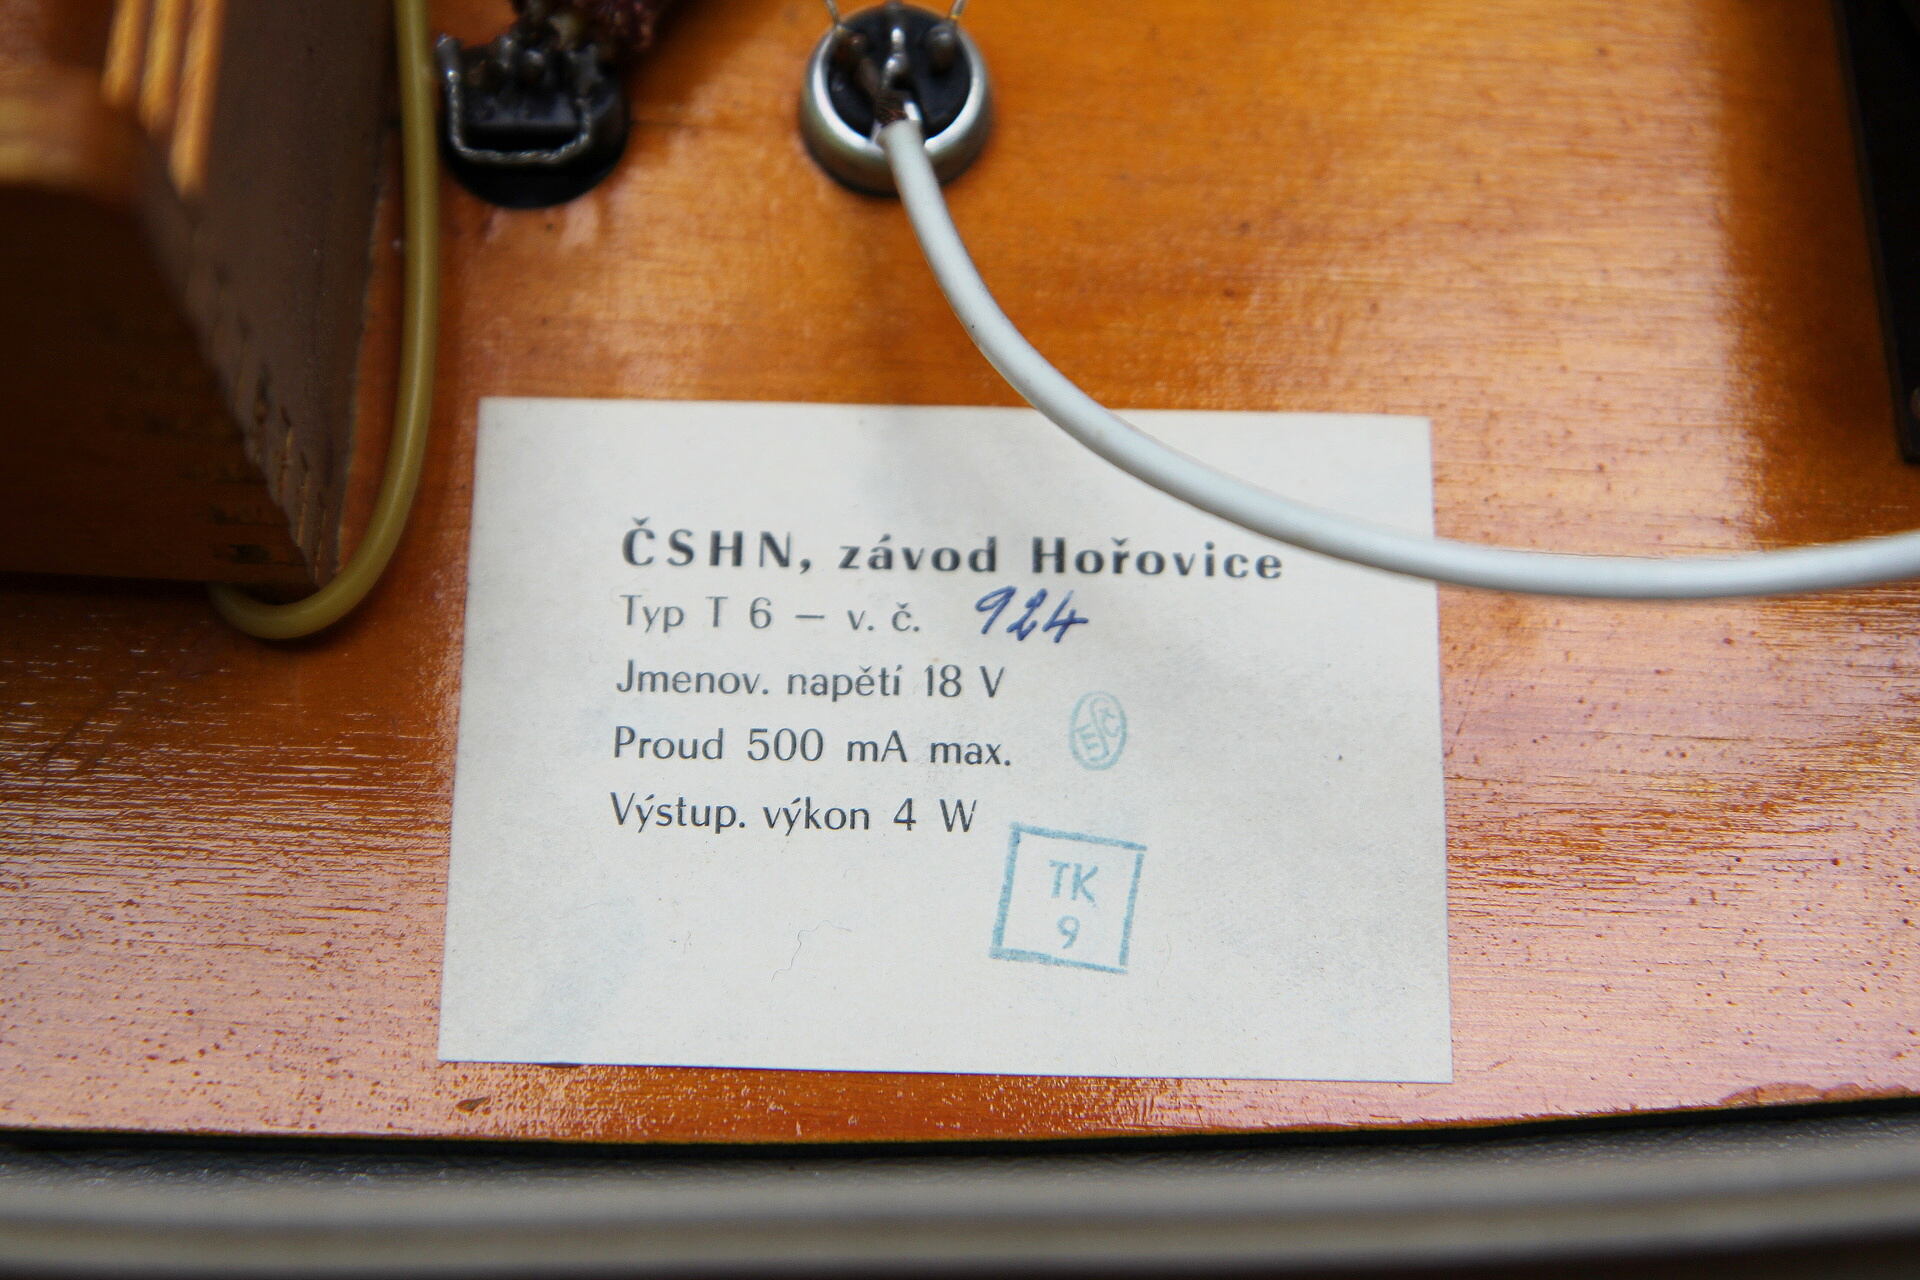 ČSHN, závod Hořovice
Typ T 6 — v. č. 924
Jmenov. napětí 18 V
Proud 500 mA max.
Výstup. výkon 4 W
TK
9